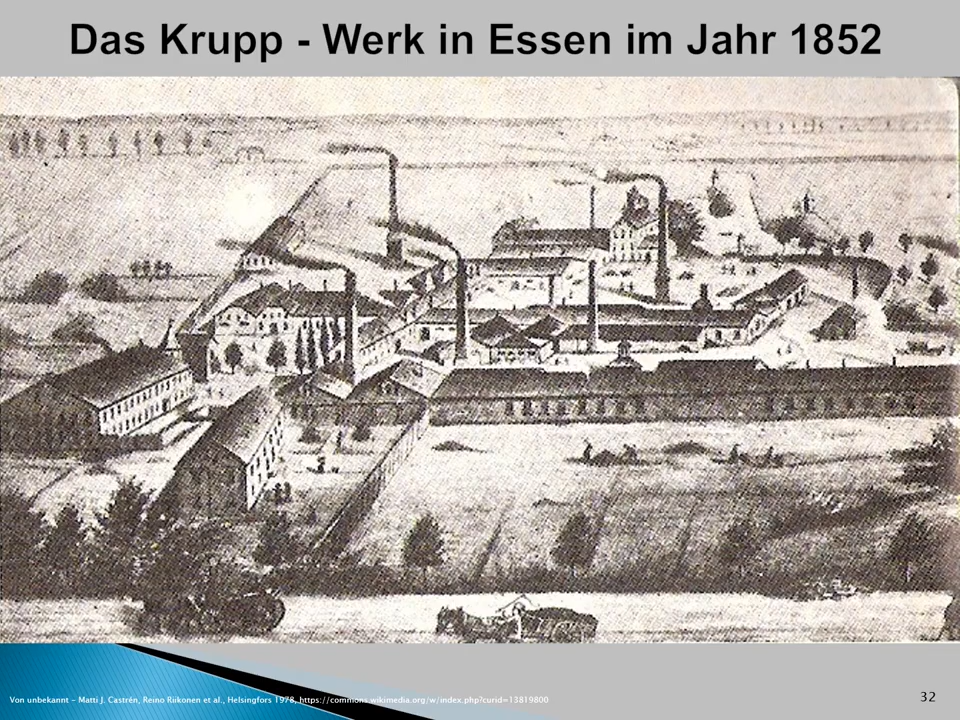 Das Krupp - Werk in Essen im Jahr 1852
Von unbekannt - Matti J. Castrén, Reino Riikonen et al., Helsingfors 1978, https://commons.wikimedia.org/w/index.php?curid=13819800
32